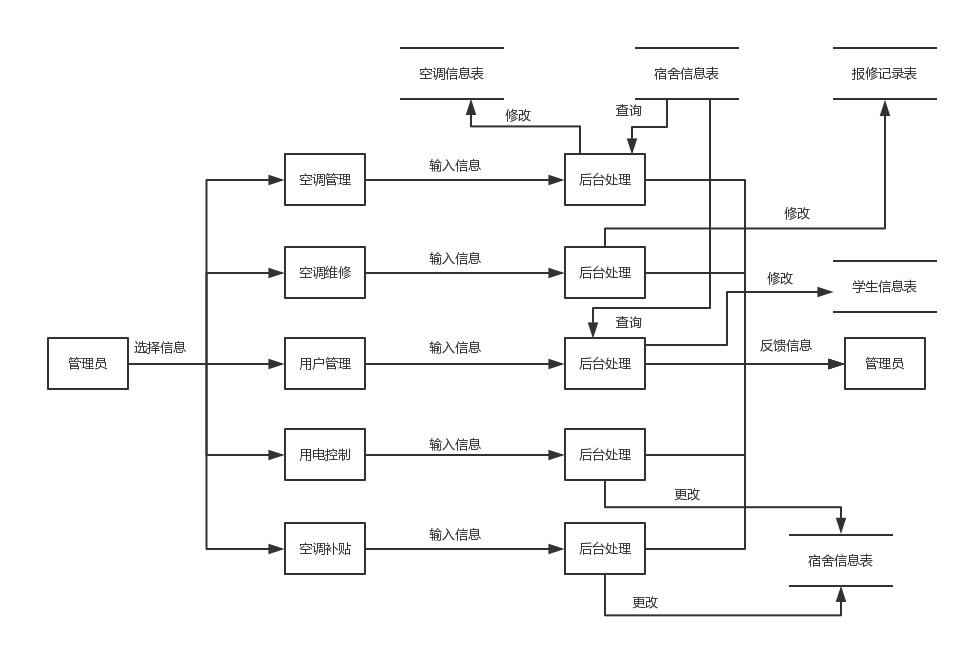 空调信息表
宿舍信息表
报修记录表
修改
查询
空调管理
输入信息
后台处理
修改
空调维修
输入信息
后台处理
修改
学生信息表
查询
管理员
选择信息
用户管理
输入信息
后台处理
反馈信息
管理员
用电控制
输入信息
后台处理
更改
空调补贴
输入信息
后台处理
宿舍信息表
更改